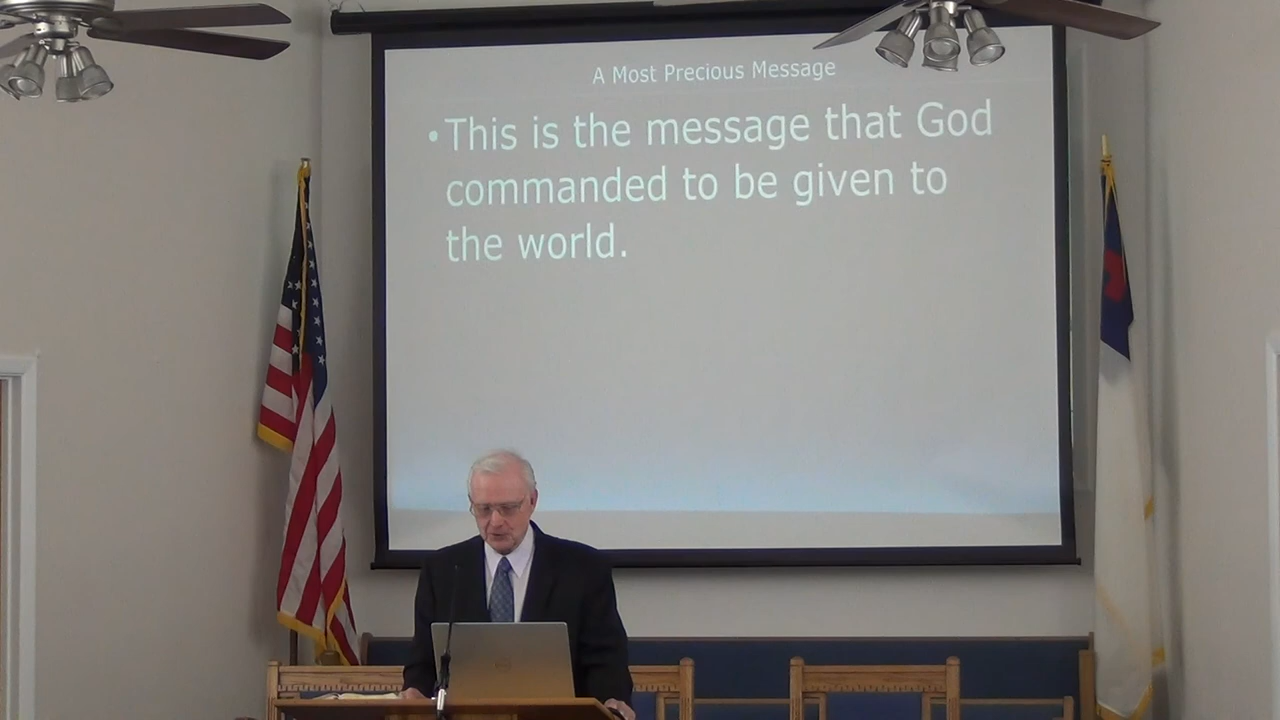 A Most Precious Message
•This is the message that God
commanded to be given to
the world.